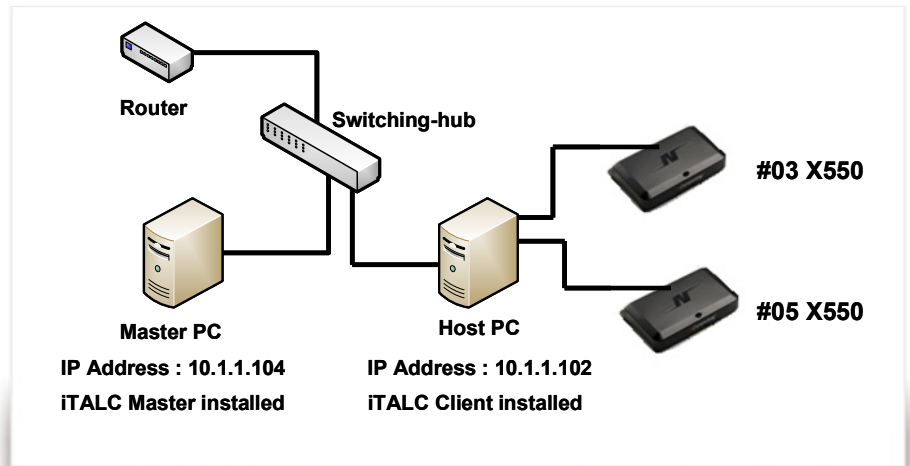 Router
Switching-hub
#03 X550
#05 X550
Master PC
IP Address : 10.1.1.104
iTALC Master installed
Host PC
IP Address : 10.1.1.102
iTALC Client installed